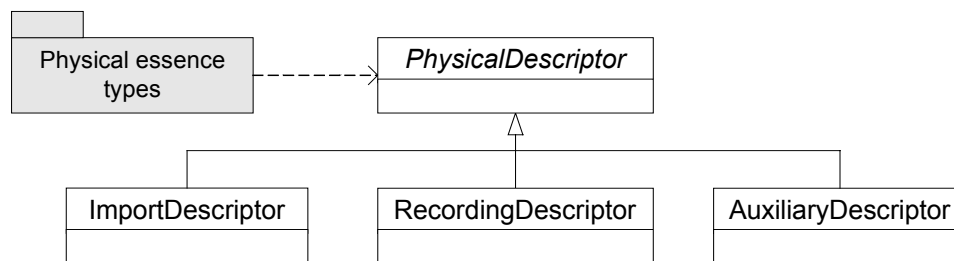 Physical essence
types
PhysicalDescriptor
ImportDescriptor
RecordingDescriptor
AuxiliaryDescriptor